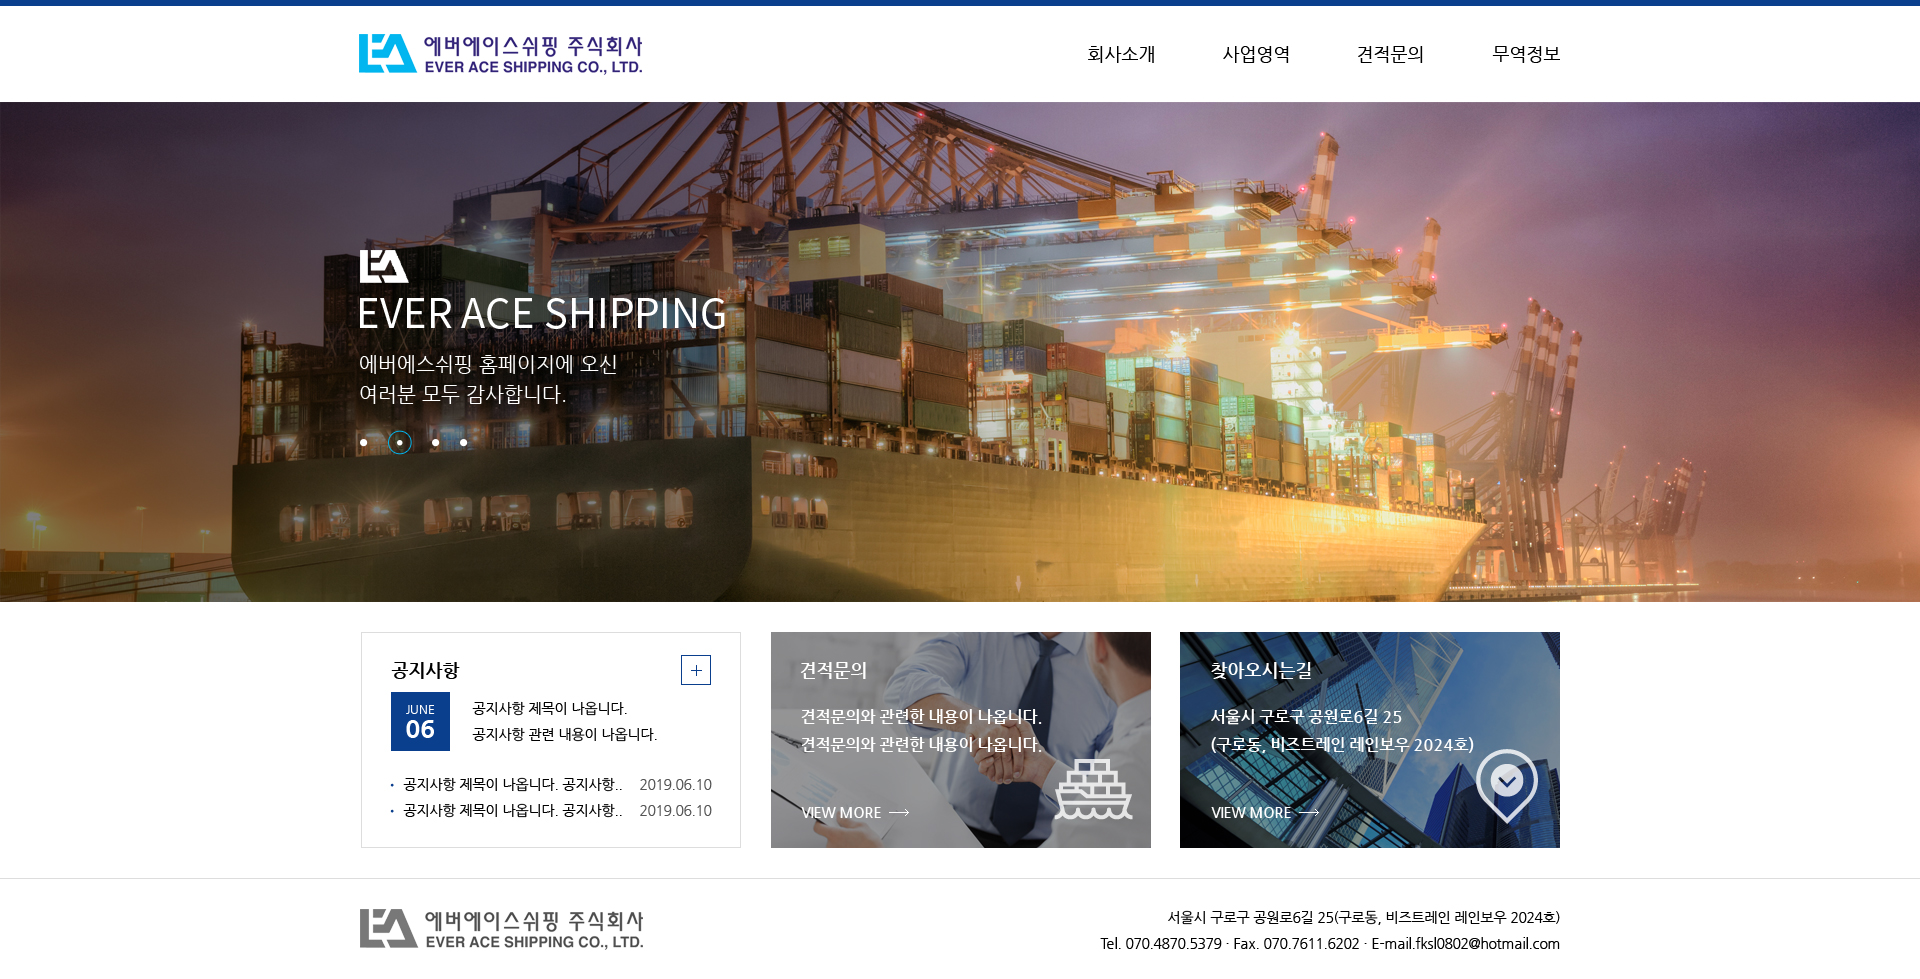 에버에이스쉬핑 주식회사
EVER ACE SHIPPING CO., LTD.
회사소개
사업영역
견적문의
무역정보
EVER ACE SHIPPING
에버에스쉬핑 홈페이지에 오신
여러분 모두 감사합니다.
공지사항
+
JUNE
06
공지사항 제목이 나옵니다.
공지사항 관련 내용이 나옵니다.
공지사항 제목이 나옵니다. 공지사항.. 2019.06.10
공지사항 제목이 나옵니다. 공지사항.. 2019.06.10
견적문의
견적문의와 관련한 내용이 나옵니다.
견적문의와 관련한 내용이 나옵니다.
VIEW MORE
찾아오시는길
서울시 구로구 공원로6길 25
(구로동, 비즈트레인 레인보우 2024호)
VIEW MORE
에버에이스쉬핑 주식회사
EVER ACE SHIPPING CO., LTD.
서울시 구로구 공원로6길 25(구로동, 비즈트레인 레인보우 2024호)
Tel. 070.4870.5379 · Fax. 070.7611.6202 · E-mail.fksl0802@hotmail.com